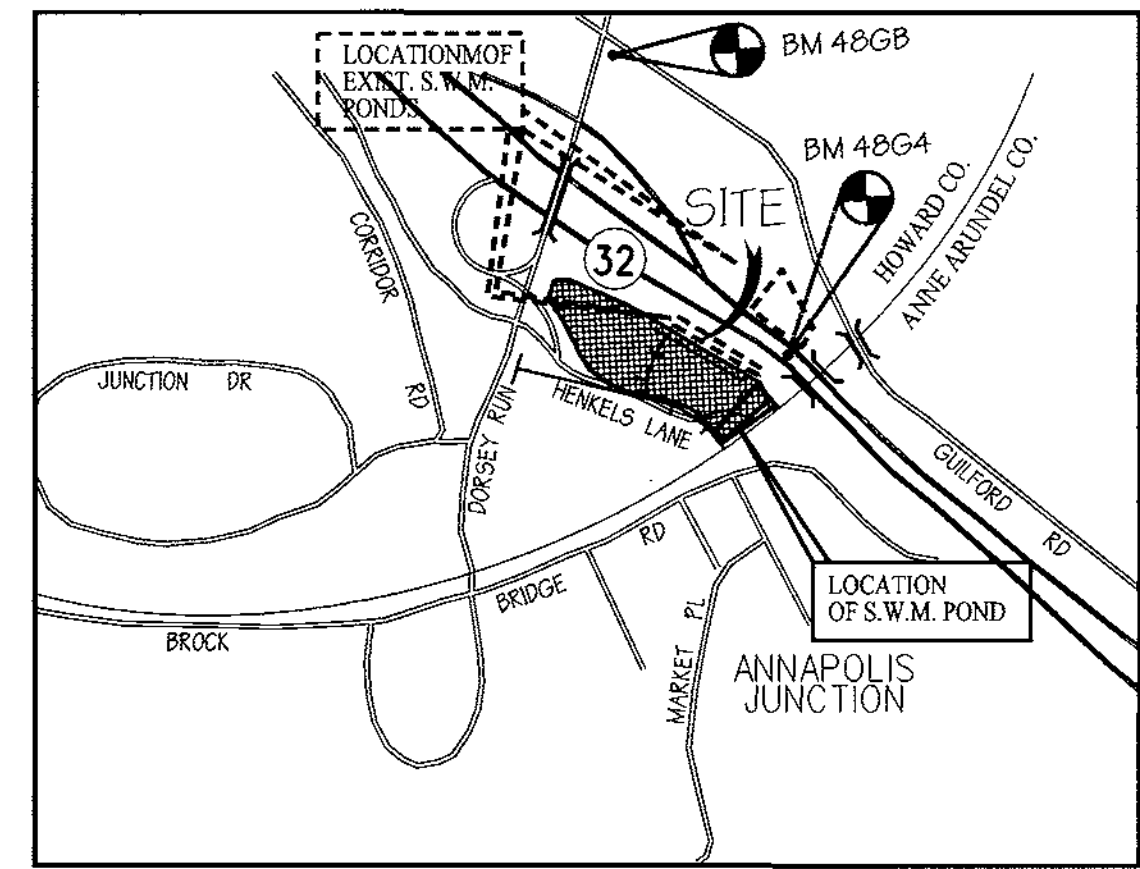 LOCATIONMOF
EXIST. S.W.M.
PONDS
BM 48GB
BM 48G4
SITE
HOWARD CO.
ANNE ARUNDEL CO.
CORRIDOR
RD
32
JUNCTION DR
HENKELS LANE
DORSEY RUN
GUILFORD
RD
BROCK
BRIDGE
RD
LOCATION
OF S.W.M. POND
MARKET PL
ANNAPOLIS
JUNCTION